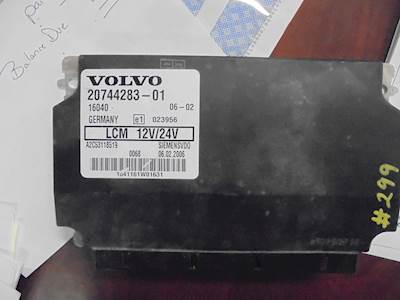 Balance Due
VOLVO
20744283-01
16040 06-02
GERMANY e1 023956
LCM 12V/24V
A2C53118519 SIEMENSVDO
0068 06.02.2006
1641161W01631
#299